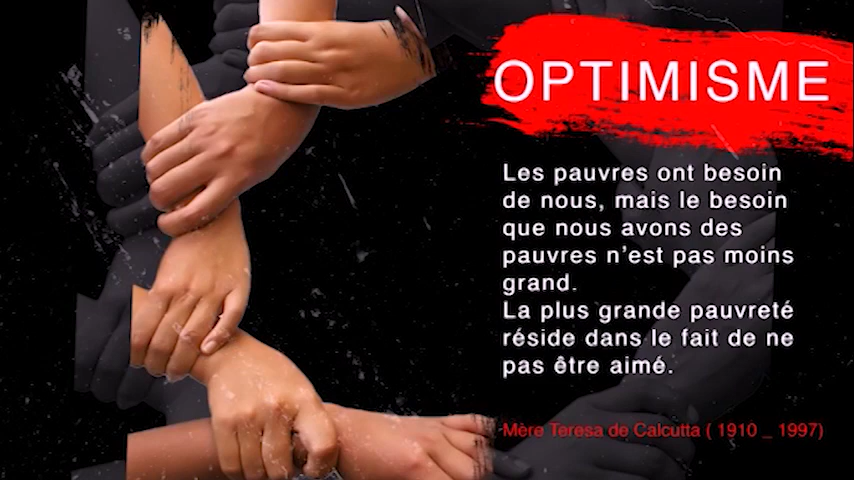 OPTIMISME
Les pauvres ont besoin
de nous, mais le besoin
que nous avons des
pauvres n’est pas moins
grand.
La plus grande pauvreté
réside dans le fait de ne
pas être aimé.
Mère Teresa de Calcutta ( 1910 _ 1997)